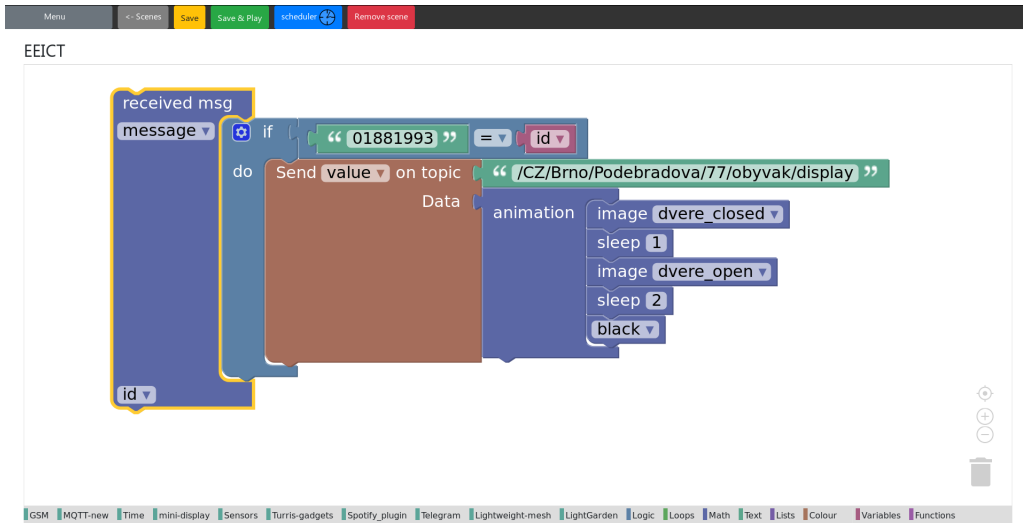 Menu <- Scenes Save Save & Play scheduler Remove scene
EEICT
received msg
message if “ 01881993 ” = id
do Send value on topic “ /CZ/Brno/Podebradova/77/obyvak/display ”
Data animation image dvere_closed
sleep 1
image dvere_open
sleep 2
black
id
GSM MQTT-new Time mini-display Sensors Turris-gadgets Spotify_plugin Telegram Lightweight-mesh LightGarden Logic Loops Math Text Lists Colour Variables Functions